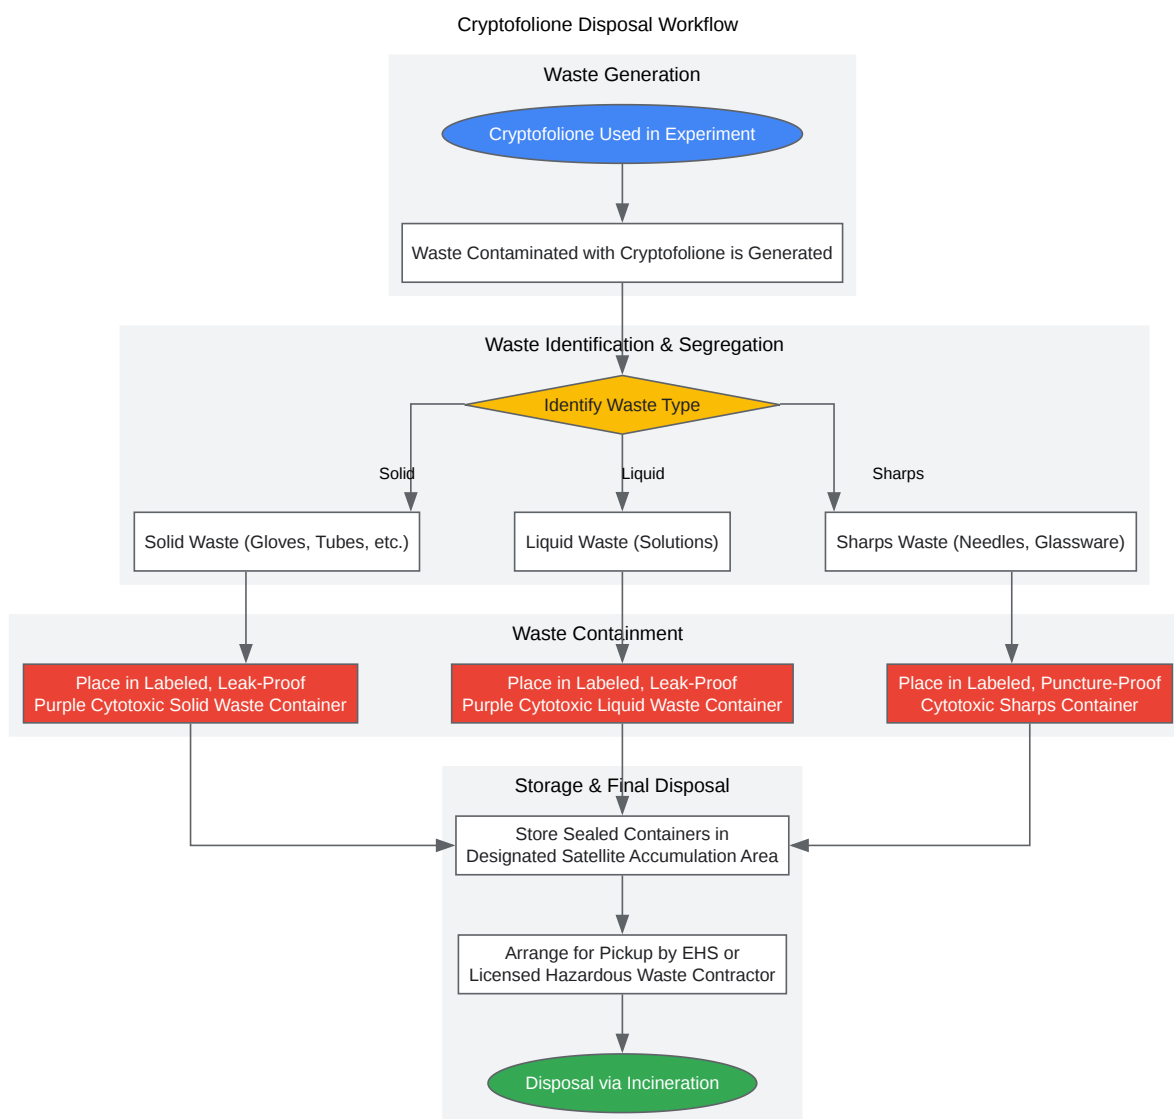 Cryptofolione Disposal Workflow
Waste Generation
Cryptofolione Used in Experiment
Waste Contaminated with Cryptofolione is Generated
Waste Identification & Segregation
Identify Waste Type
Solid
Liquid
Sharps
Solid Waste (Gloves, Tubes, etc.)
Liquid Waste (Solutions)
Sharps Waste (Needles, Glassware)
Waste Containment
Place in Labeled, Leak-Proof
Purple Cytotoxic Solid Waste Container
Place in Labeled, Leak-Proof
Purple Cytotoxic Liquid Waste Container
Place in Labeled, Puncture-Proof
Cytotoxic Sharps Container
Storage & Final Disposal
Store Sealed Containers in
Designated Satellite Accumulation Area
Arrange for Pickup by EHS or
Licensed Hazardous Waste Contractor
Disposal via Incineration